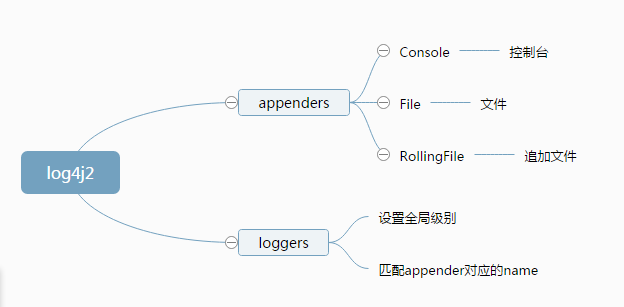 log4j2
appenders
Console 控制台
File 文件
RollingFile 追加文件
loggers
设置全局级别
匹配appender对应的name